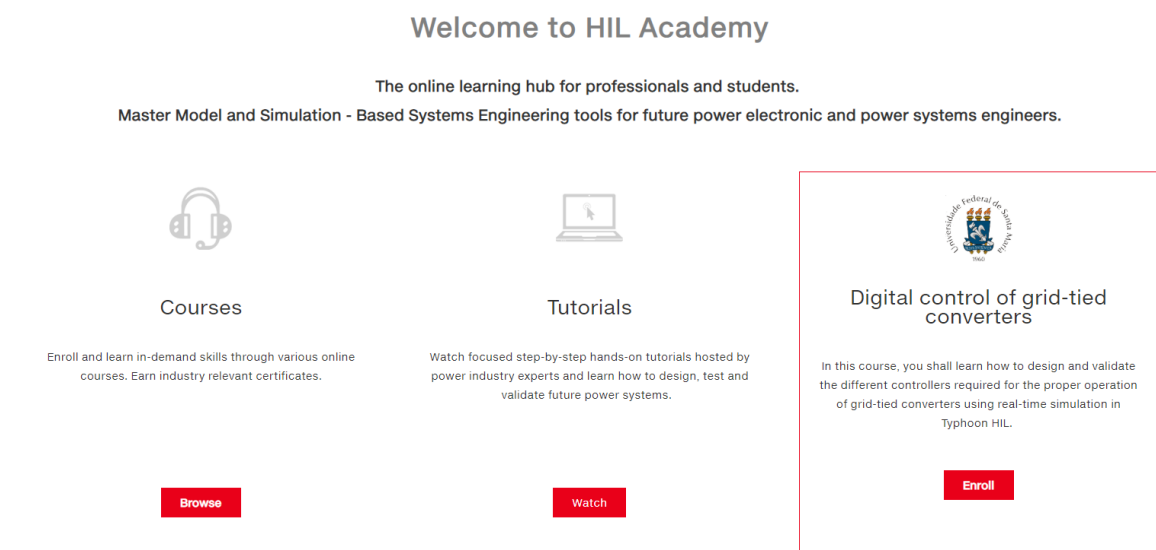 Welcome to HIL Academy
The online learning hub for professionals and students.
Master Model and Simulation - Based Systems Engineering tools for future power electronic and power systems engineers.
Courses
Enroll and learn in-demand skills through various online
courses. Earn industry relevant certificates.
Browse
Tutorials
Watch focused step-by-step hands-on tutorials hosted by
power industry experts and learn how to design, test and
validate future power systems.
Watch
Universidade Federal de Santa Maria
1960
Digital control of grid-tied
converters
In this course, you shall learn how to design and validate
the different controllers required for the proper operation
of grid-tied converters using real-time simulation in
Typhoon HIL.
Enroll